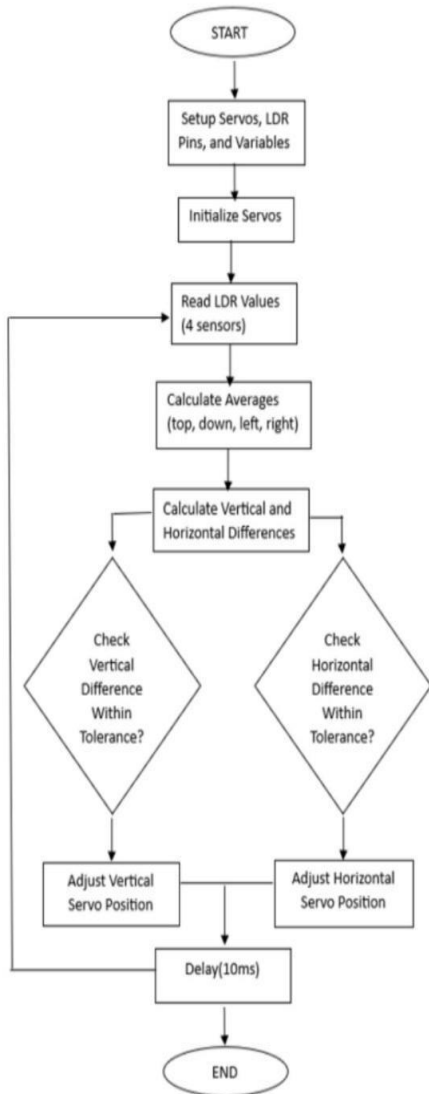 START
Setup Servos, LDR
Pins, and Variables
Initialize Servos
Read LDR Values
(4 sensors)
Calculate Averages
(top, down, left, right)
Calculate Vertical and
Horizontal Differences
Check
Vertical
Difference
Within
Tolerance?
Check
Horizontal
Difference
Within
Tolerance?
Adjust Vertical
Servo Position
Adjust Horizontal
Servo Position
Delay(10ms)
END